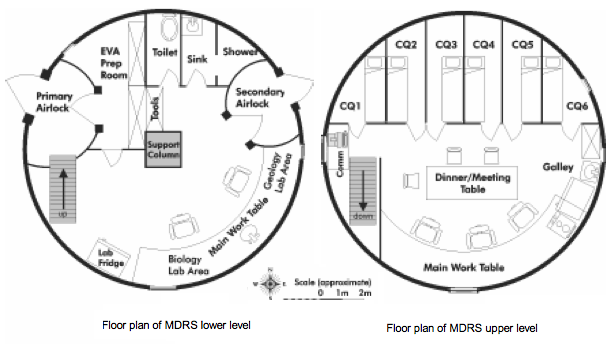 EVA
Prep
Room
Toilet
Sink
Shower
Primary
Airlock
Secondary
Airlock
Tools
Support
Column
Geology
Lab Area
up
Main Work Table
Lab
Fridge
Biology
Lab Area
CQ2
CQ3
CQ4
CQ5
CQ1
CQ6
Comm
Galley
Dinner/Meeting
Table
down
Main Work Table
N
W
E
S
Scale (approximate)
0 1m 2m
Floor plan of MDRS lower level
Floor plan of MDRS upper level